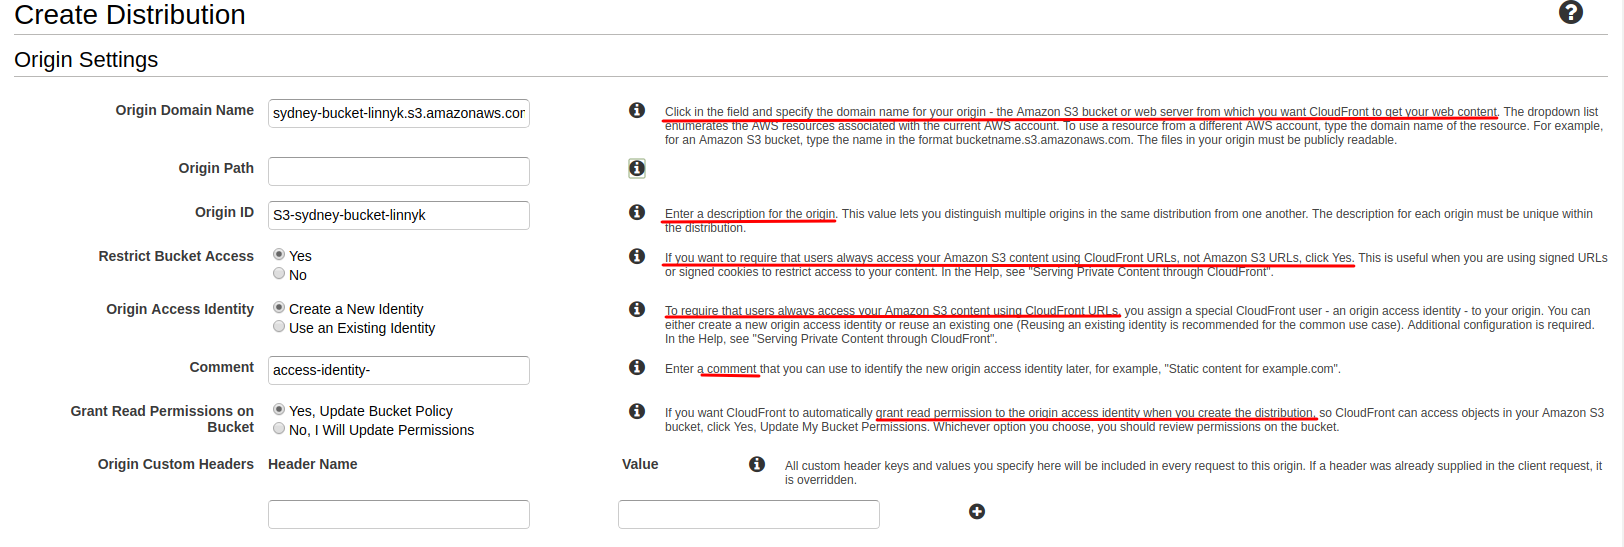 Create Distribution
Origin Settings
Origin Domain Name
sydney-bucket-linnyk.s3.amazonaws.cor
Click in the field and specify the domain name for your origin - the Amazon S3 bucket or web server from which you want CloudFront to get your web content. The dropdown list
enumerates the AWS resources associated with the current AWS account. To use a resource from a different AWS account, type the domain name of the resource. For example,
for an Amazon S3 bucket, type the name in the format bucketname.s3.amazonaws.com. The files in your origin must be publicly readable.
Origin Path
Origin ID
S3-sydney-bucket-linnyk
Enter a description for the origin. This value lets you distinguish multiple origins in the same distribution from one another. The description for each origin must be unique within
the distribution.
Restrict Bucket Access
Yes
No
If you want to require that users always access your Amazon S3 content using CloudFront URLs, not Amazon S3 URLs, click Yes. This is useful when you are using signed URLs
or signed cookies to restrict access to your content. In the Help, see "Serving Private Content through CloudFront".
Origin Access Identity
Create a New Identity
Use an Existing Identity
To require that users always access your Amazon S3 content using CloudFront URLs, you assign a special CloudFront user - an origin access identity - to your origin. You can
either create a new origin access identity or reuse an existing one (Reusing an existing identity is recommended for the common use case). Additional configuration is required.
In the Help, see "Serving Private Content through CloudFront".
Comment
access-identity-
Enter a comment that you can use to identify the new origin access identity later, for example, "Static content for example.com".
Grant Read Permissions on
Bucket
Yes, Update Bucket Policy
No, I Will Update Permissions
If you want CloudFront to automatically grant read permission to the origin access identity when you create the distribution, so CloudFront can access objects in your Amazon S3
bucket, click Yes, Update My Bucket Permissions. Whichever option you choose, you should review permissions on the bucket.
Origin Custom Headers
Header Name
Value
All custom header keys and values you specify here will be included in every request to this origin. If a header was already supplied in the client request, it
is overridden.